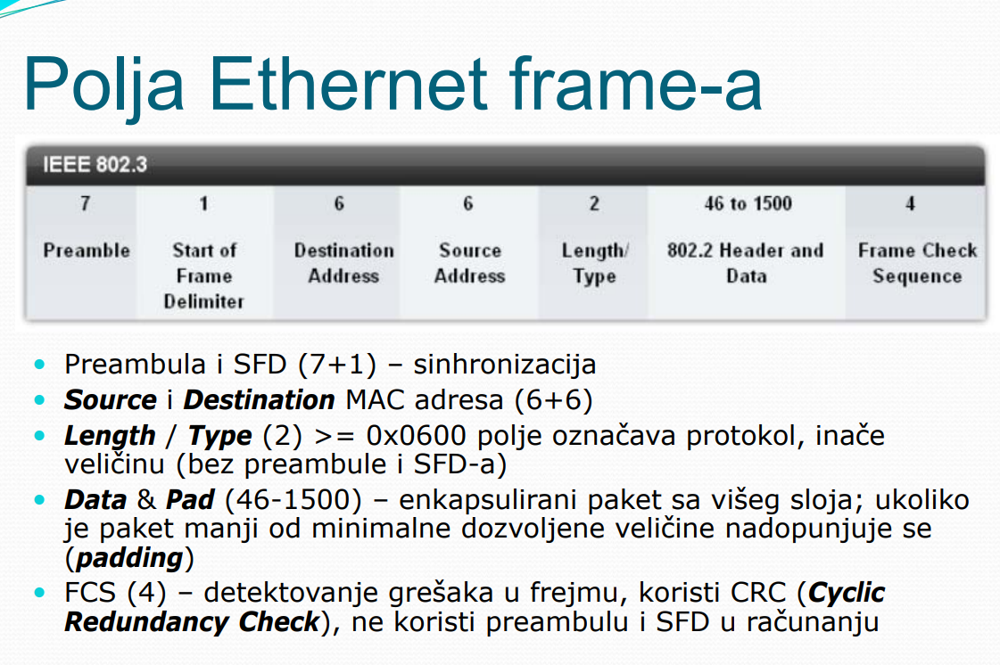 Polja Ethernet frame-a
IEEE 802.3
7 1 6 6 2 46 to 1500 4
Preamble Start of Destination Source Length/ 802.2 Header and Frame Check
Frame Address Address Type Data Sequence
Delimiter
• Preambula i SFD (7+1) – sinhronizacija
• Source i Destination MAC adresa (6+6)
• Length / Type (2) >= 0x0600 polje označava protokol, inače
veličinu (bez preambule i SFD-a)
• Data & Pad (46-1500) – enkapsulirani paket sa višeg sloja; ukoliko
je paket manji od minimalne dozvoljene veličine nadopunjuje se
(padding)
• FCS (4) – detektovanje grešaka u frejmu, koristi CRC (Cyclic
Redundancy Check), ne koristi preambulu i SFD u računanju